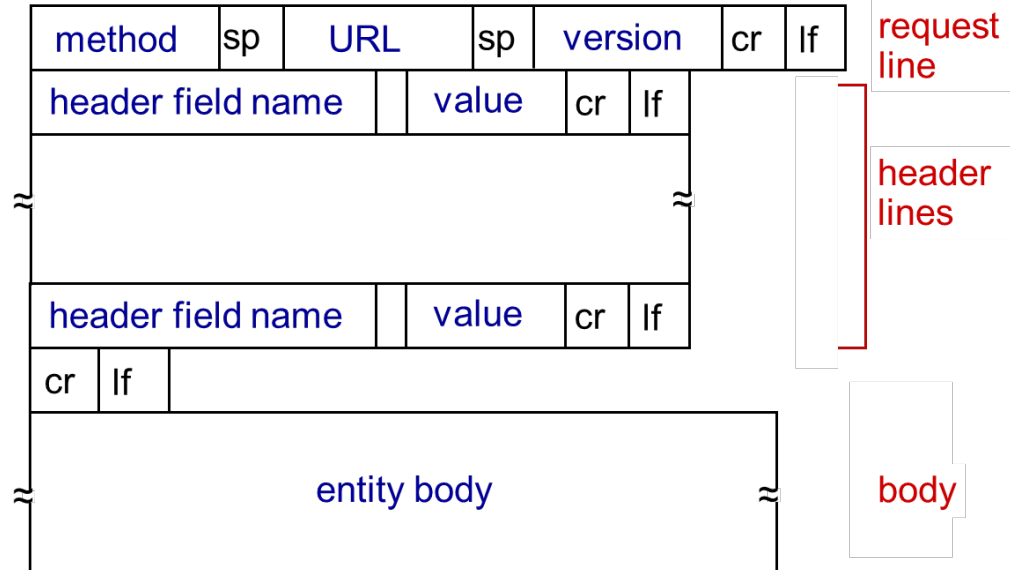 method sp URL sp version cr lf request
line
header field name value cr lf
header
lines
header field name value cr lf
cr lf
entity body body